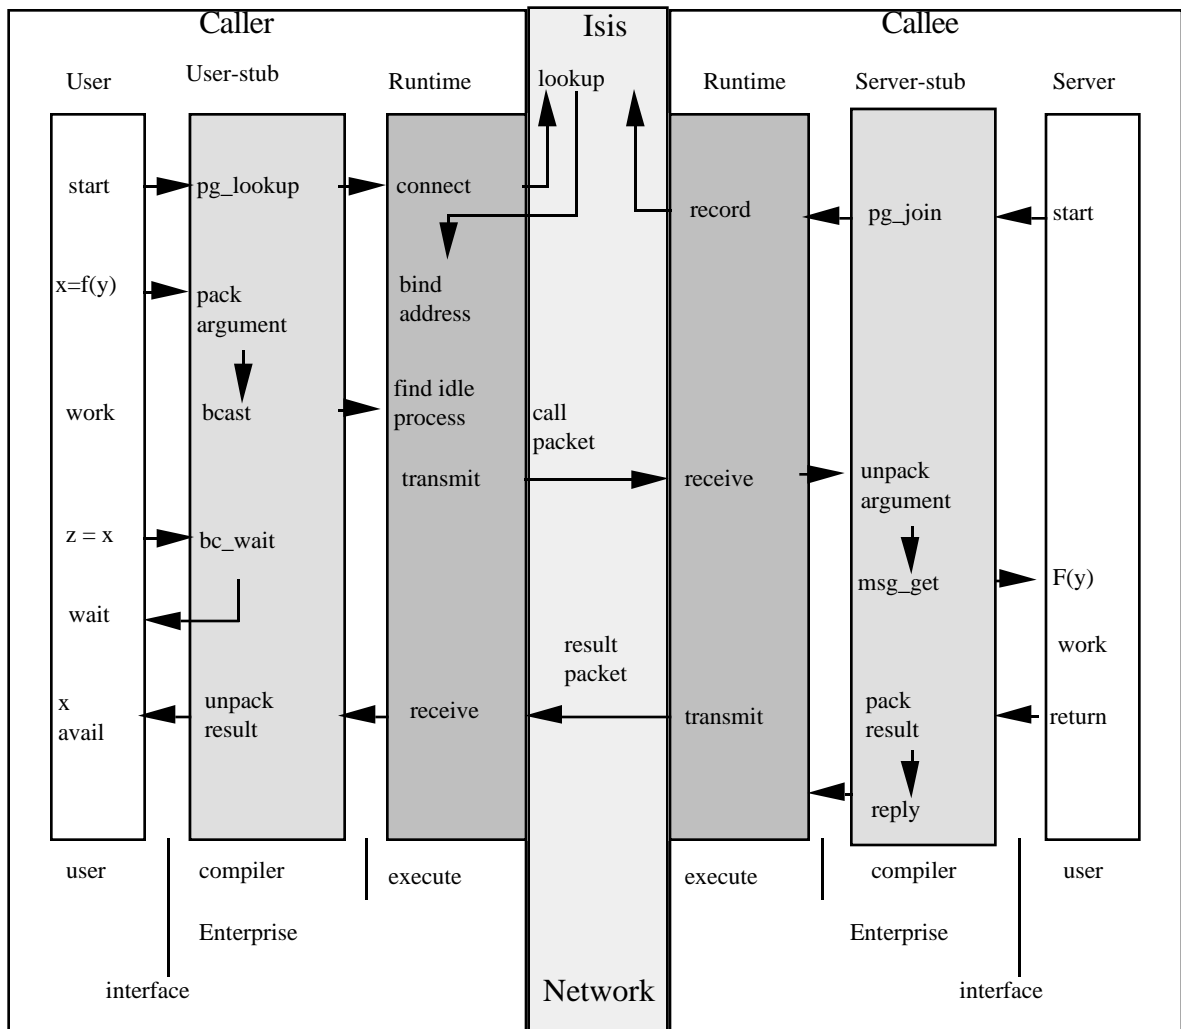 Caller
Isis
Callee
User
User-stub
Runtime
lookup
Runtime
Server-stub
Server
start
pg_lookup
connect
record
pg_join
start
x=f(y)
pack
argument
bind
address
work
bcast
find idle
process
call
packet
transmit
receive
unpack
argument
z = x
bc_wait
msg_get
F(y)
wait
result
packet
work
x
avail
unpack
result
receive
transmit
pack
result
return
reply
user
compiler
execute
execute
compiler
user
Enterprise
Enterprise
interface
Network
interface